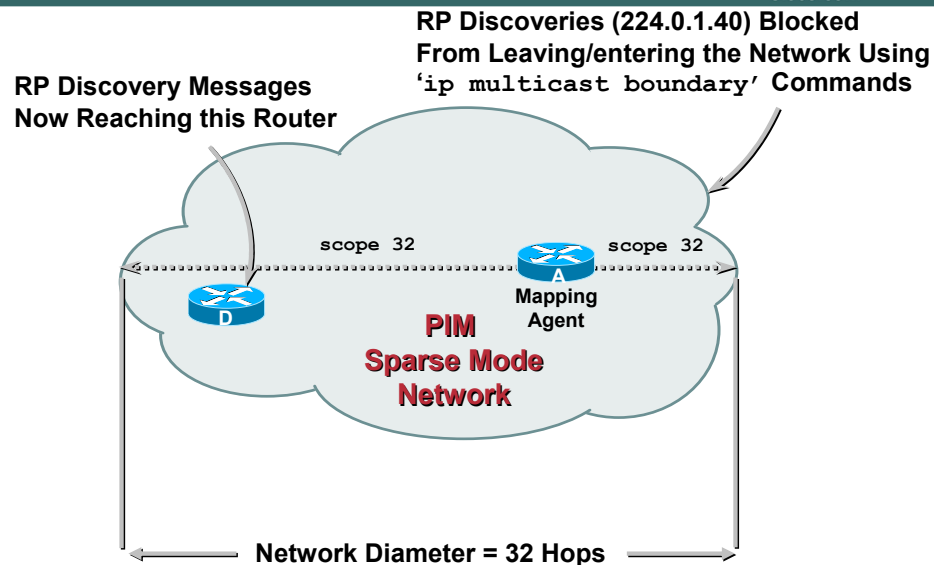 RP Discoveries (224.0.1.40) Blocked
From Leaving/entering the Network Using
‘ip multicast boundary’ Commands
RP Discovery Messages
Now Reaching this Router
scope 32
scope 32
A
Mapping
Agent
D
PIM
Sparse Mode
Network
Network Diameter = 32 Hops